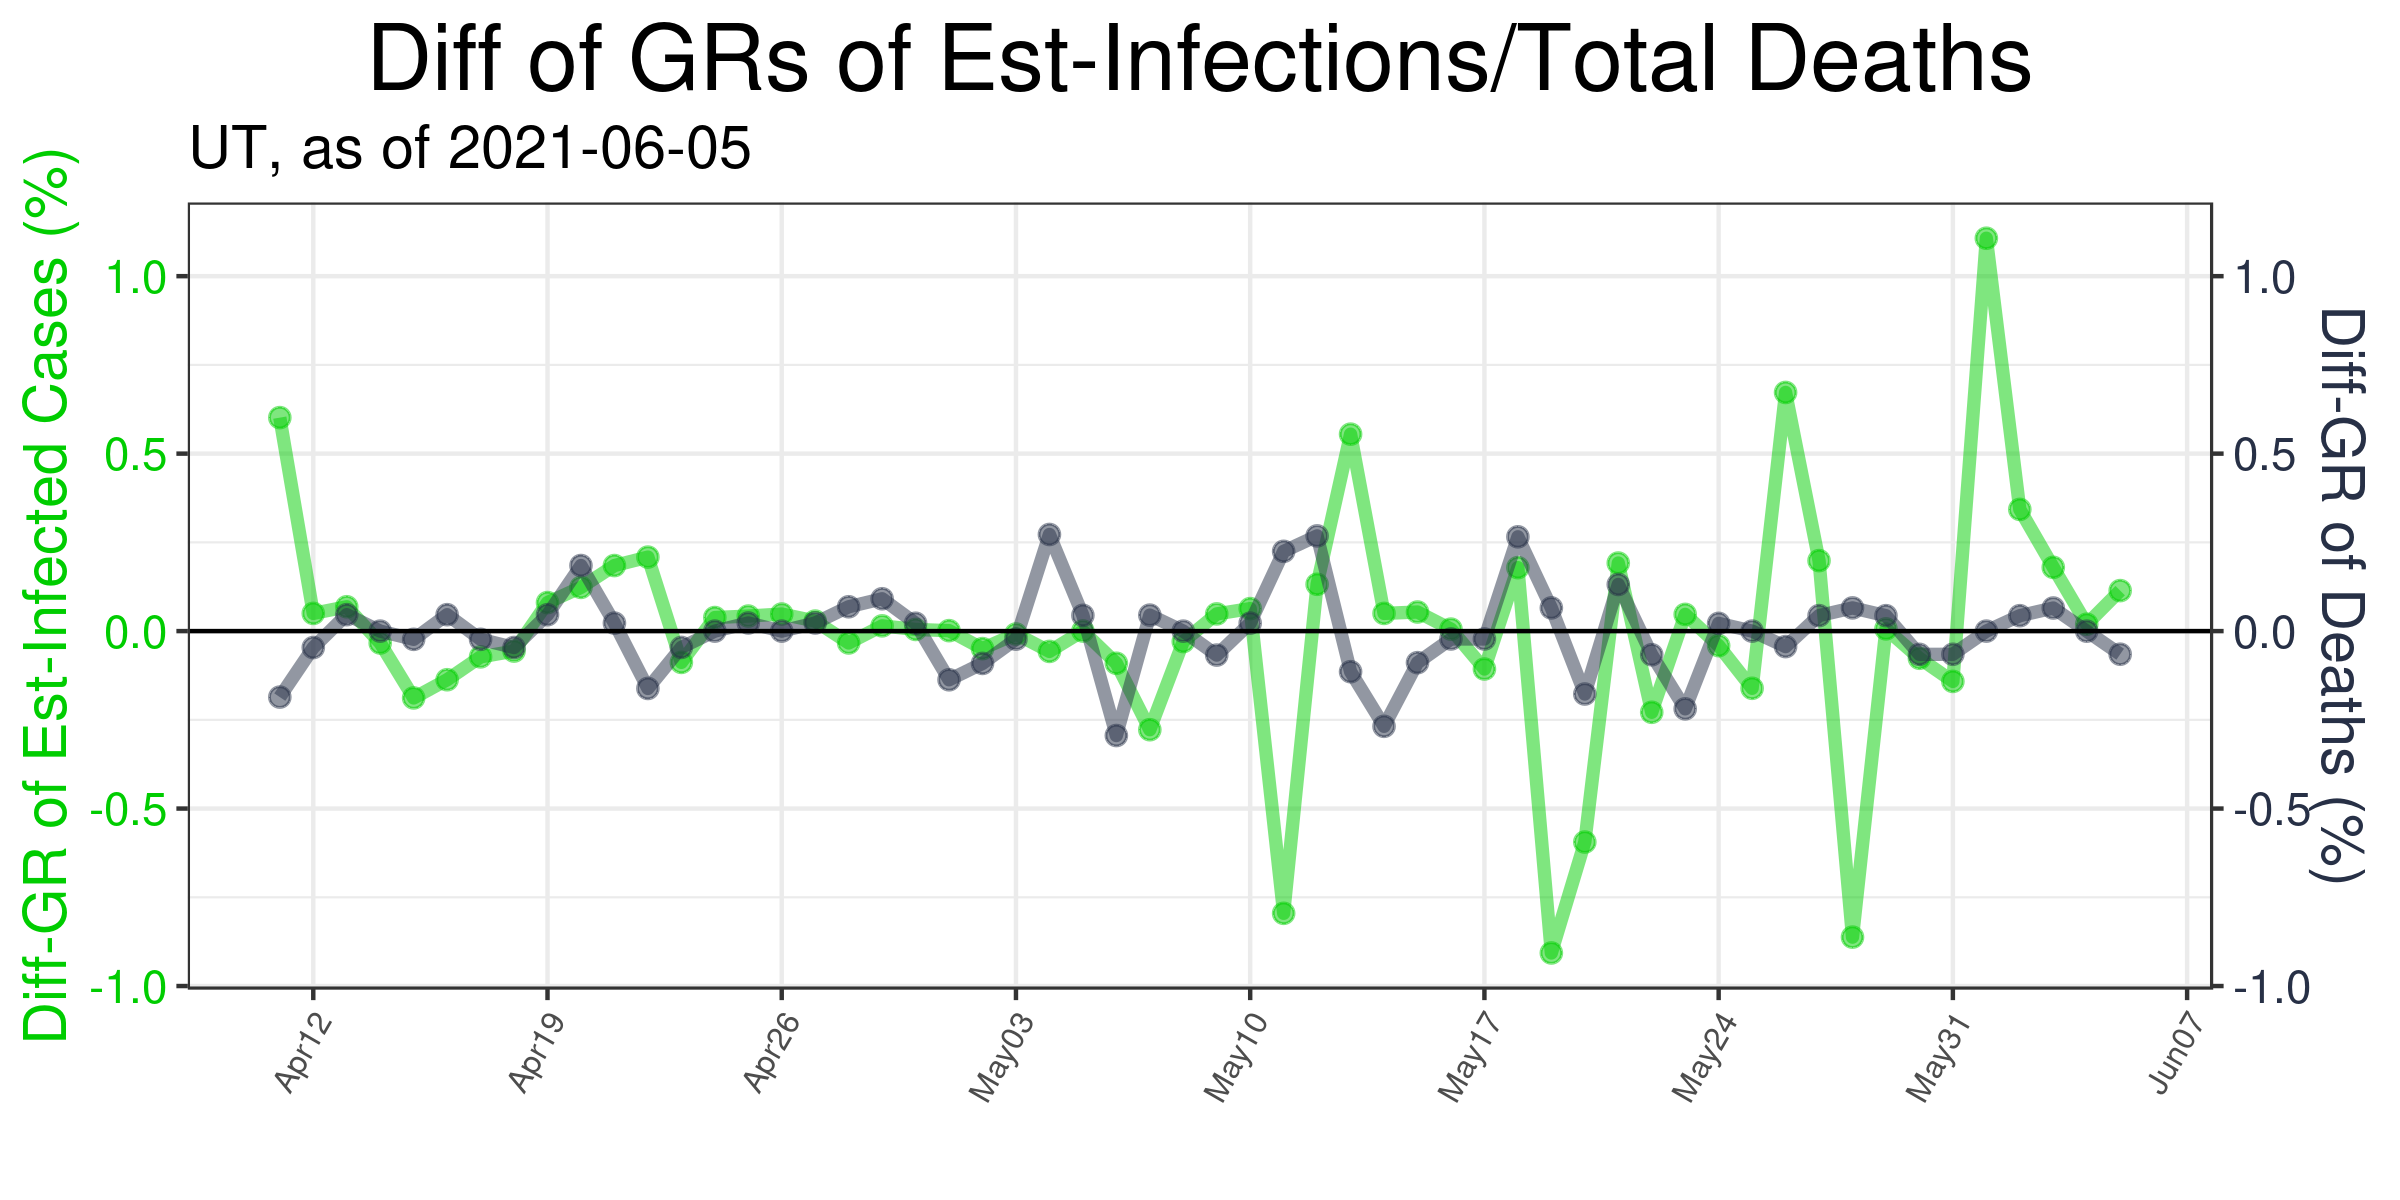 Diff of GRs of Est-Infections/Total Deaths
UT, as of 2021-06-05
Diff-GR of Est-Infected Cases (%)
1.0
0.5
0.0
-0.5
-1.0
1.0
0.5
0.0
-0.5
-1.0
Diff-GR of Deaths (%)
Apr12
Apr19
Apr26
May03
May10
May17
May24
May31
Jun07